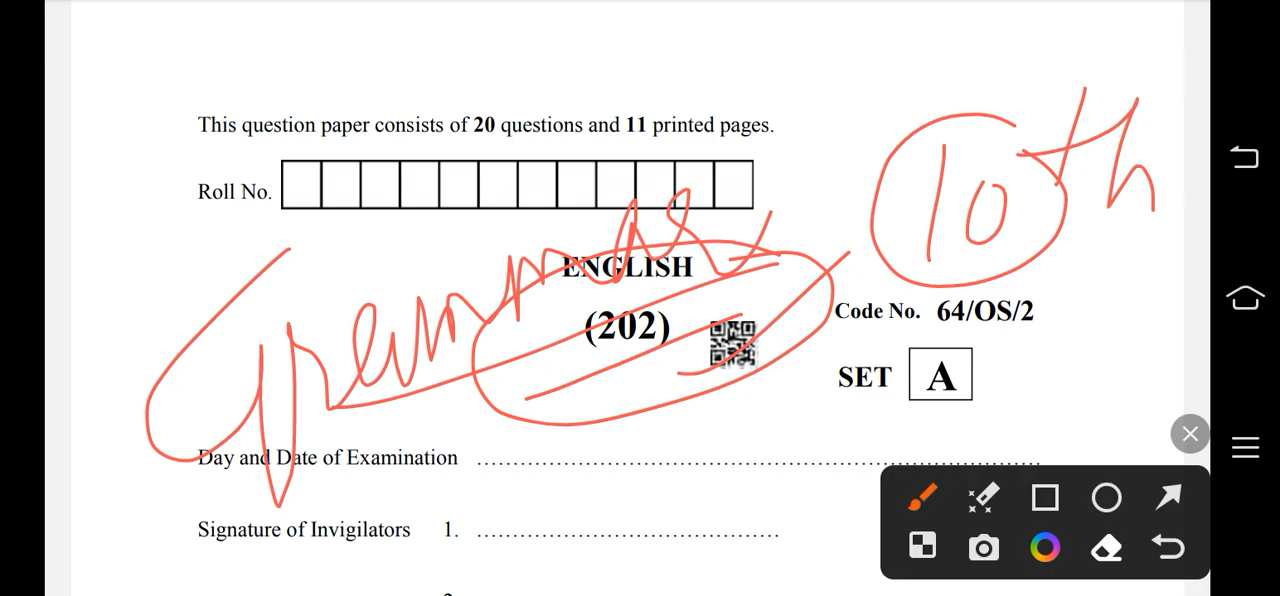 This question paper consists of 20 questions and 11 printed pages.
10th
Roll No.
ENGLISH
(202)
Code No. 64/OS/2
SET A
Day and Date of Examination ................................................................
Signature of Invigilators 1. ..................................................